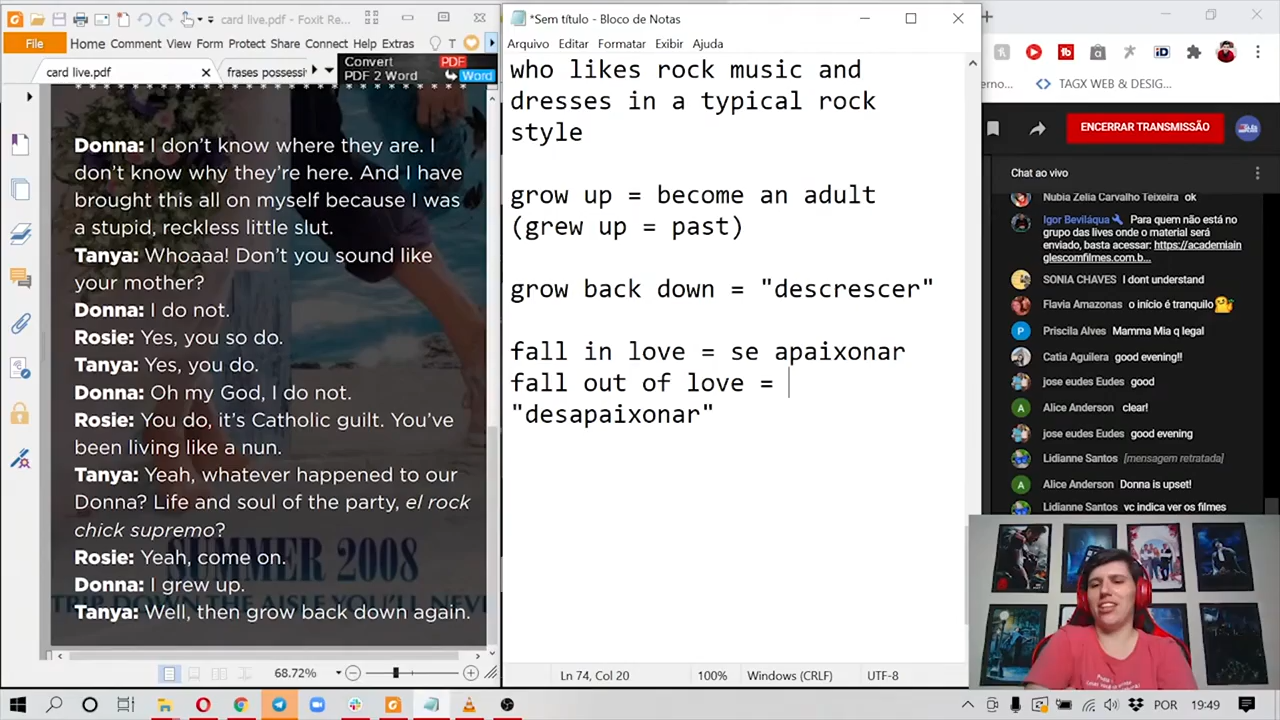 card live.pdf - Foxit R...
*Sem título - Bloco de Notas
File Home Comment View Form Protect Share Connect Help Extras
Arquivo Editar Formatar Exibir Ajuda
card live.pdf
frases possessi
Convert
PDF 2 Word
PDF
Word
Donna: I don't know where they are. I
don't know why they're here. And I have
brought this all on myself because I was
a stupid, reckless little slut.
Tanya: Whoaaa! Don't you sound like
your mother?
Donna: I do not.
Rosie: Yes, you so do.
Tanya: Yes, you do.
Donna: Oh my God, I do not.
Rosie: You do, it's Catholic guilt. You've
been living like a nun.
Tanya: Yeah, whatever happened to our
Donna? Life and soul of the party, el rock
chick supremo?
Rosie: Yeah, come on.
Donna: I grew up.
Tanya: Well, then grow back down again.
SUMMER 2008
68.72%
who likes rock music and
dresses in a typical rock
style
grow up = become an adult
(grew up = past)
grow back down = "descrescer"
fall in love = se apaixonar
fall out of love =
"desapaixonar"
Ln 74, Col 20
100%
Windows (CRLF)
UTF-8
erno...
TAGX WEB & DESIG...
ENCERRAR TRANSMISSÃO
Chat ao vivo
Nubia Zelia Carvalho Teixeira ok
Igor Beviláqua Para quem não está no
grupo das lives onde o material será
enviado, basta acessar: https://academiain
glescomfilmes.com.b...
SONIA CHAVES I dont understand
Flavia Amazonas o início é tranquilo
Priscila Alves Mamma Mia q legal
Catia Aguilera good evening!!
jose eudes Eudes good
Alice Anderson clear!
jose eudes Eudes good evening
Lidianne Santos [mensagem retratada]
Alice Anderson Donna is upset!
Lidianne Santos vc indica ver os filmes
POR
19:49